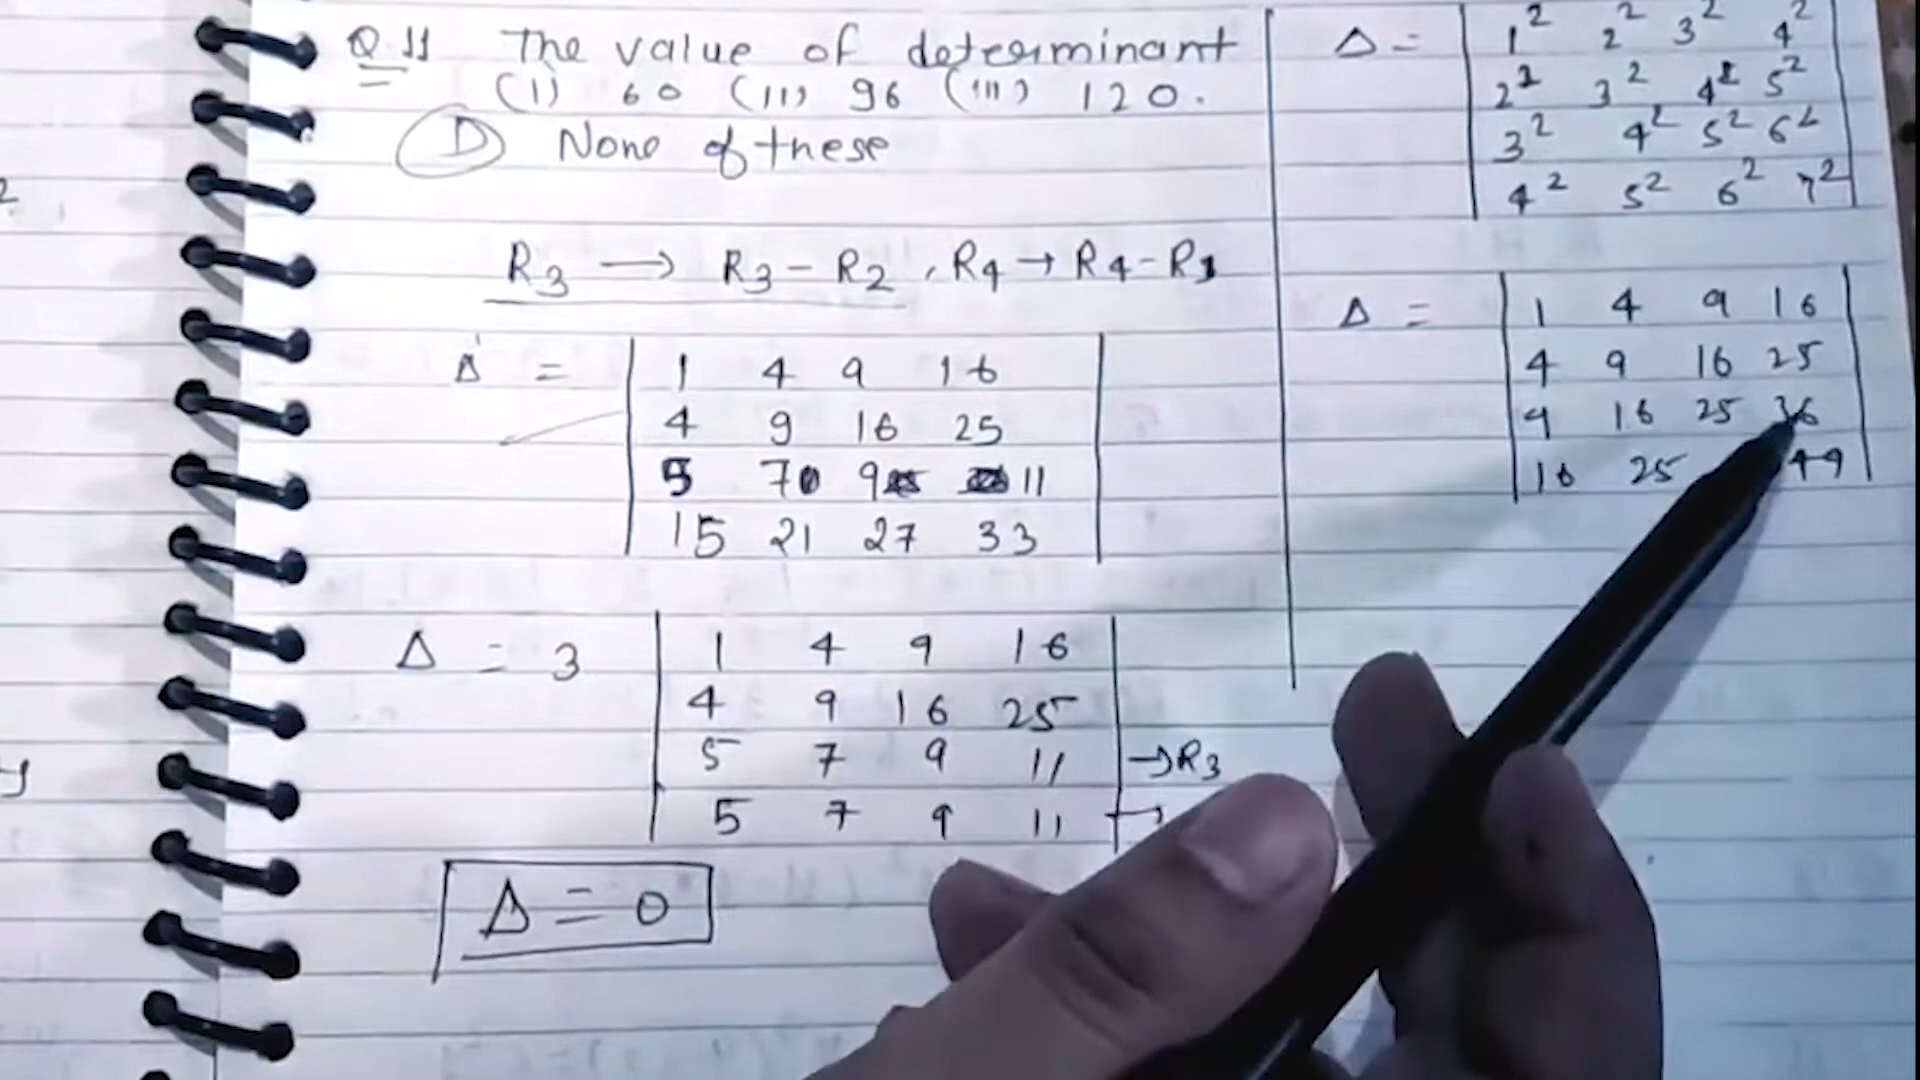 Q.11 The value of determinant
(I) 60 (II) 96 (III) 120.
D None of these
R3 → R3 - R2 , R4 → R4 - R1
Δ = | 1 4 9 16 |
| 4 9 16 25 |
| 5 7 9 11 |
| 15 21 27 33 |
Δ = 3 | 1 4 9 16 |
| 4 9 16 25 |
| 5 7 9 11 | → R3
| 5 7 9 11 | →
Δ = 0
Δ = | 1² 2² 3² 4² |
| 2² 3² 4² 5² |
| 3² 4² 5² 6² |
| 4² 5² 6² 7² |
Δ = | 1 4 9 16 |
| 4 9 16 25 |
| 9 16 25 36 |
| 16 25 49 |